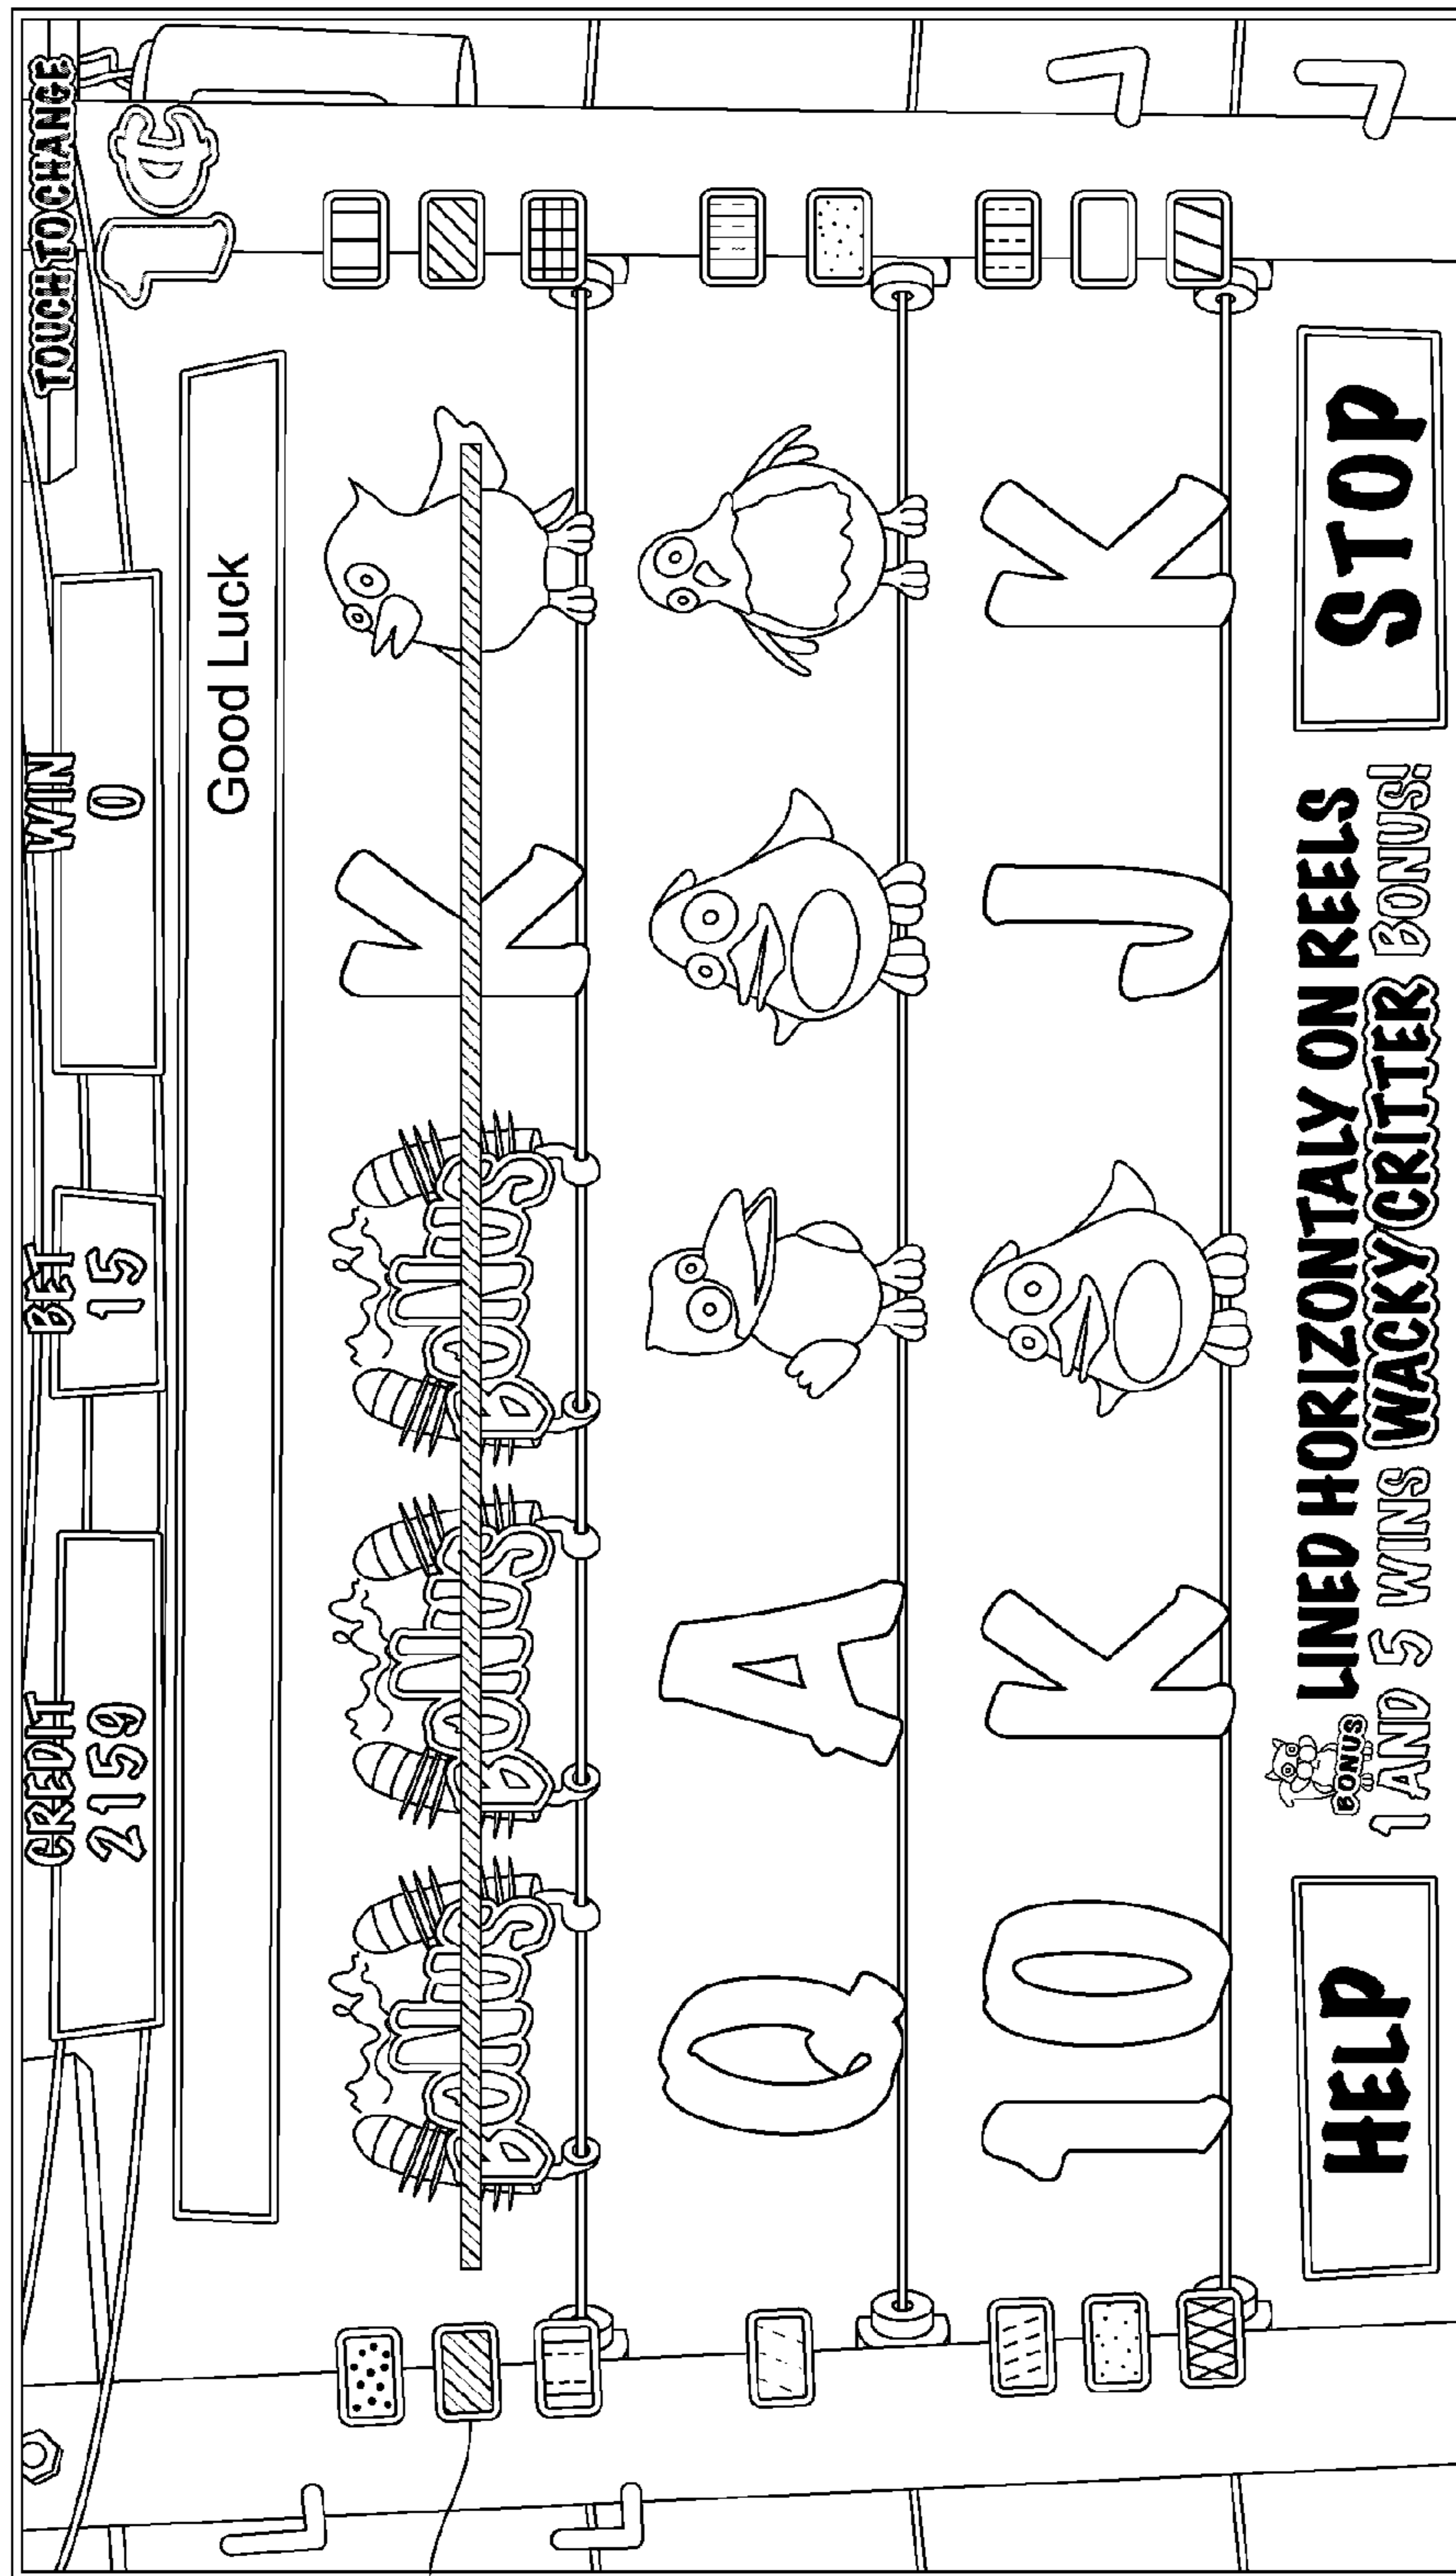 CREDIT
2159
BET
15
WIN
0
TOUCH TO CHANGE
1¢
Good Luck
BONUS BONUS BONUS K
Q A
10 K J K
HELP
BONUS LINED HORIZONTALY ON REELS
1 AND 5 WINS WACKY CRITTER BONUS!
STOP